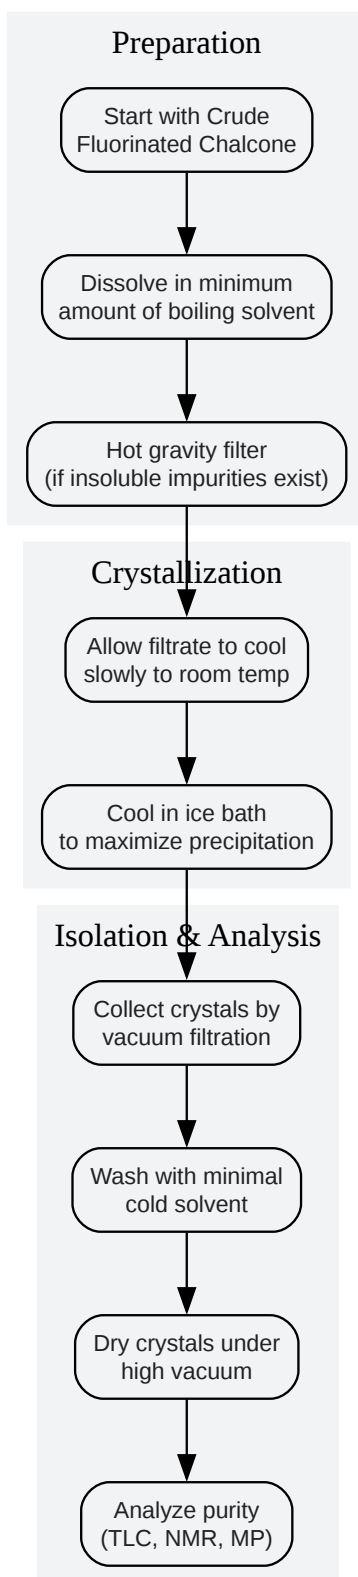 Preparation
Start with Crude
Fluorinated Chalcone
Dissolve in minimum
amount of boiling solvent
Hot gravity filter
(if insoluble impurities exist)
Crystallization
Allow filtrate to cool
slowly to room temp
Cool in ice bath
to maximize precipitation
Isolation & Analysis
Collect crystals by
vacuum filtration
Wash with minimal
cold solvent
Dry crystals under
high vacuum
Analyze purity
(TLC, NMR, MP)